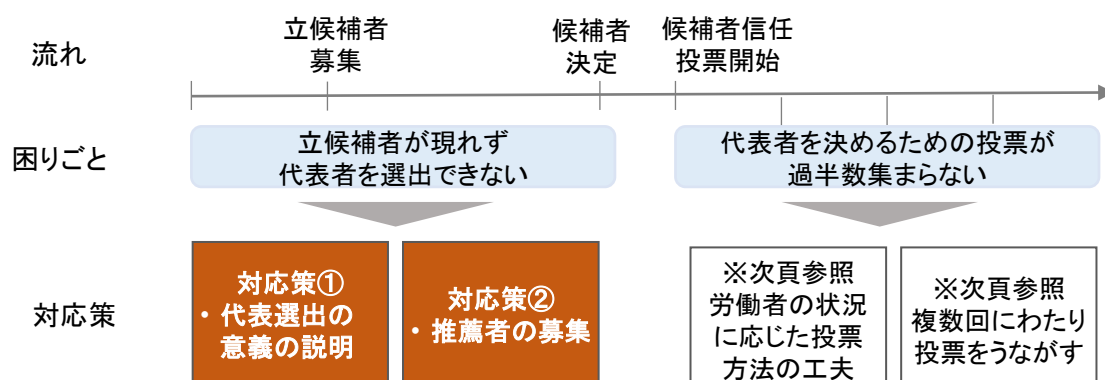 流れ
立候補者
募集
候補者
決定
候補者信任
投票開始
困りごと
立候補者が現れず
代表者を選出できない
代表者を決めるための投票が
過半数集まらない
対応策
対応策①
・代表選出の
意義の説明
対応策②
・推薦者の募集
※次頁参照
労働者の状況
に応じた投票
方法の工夫
※次頁参照
複数回にわたり
投票をうながす